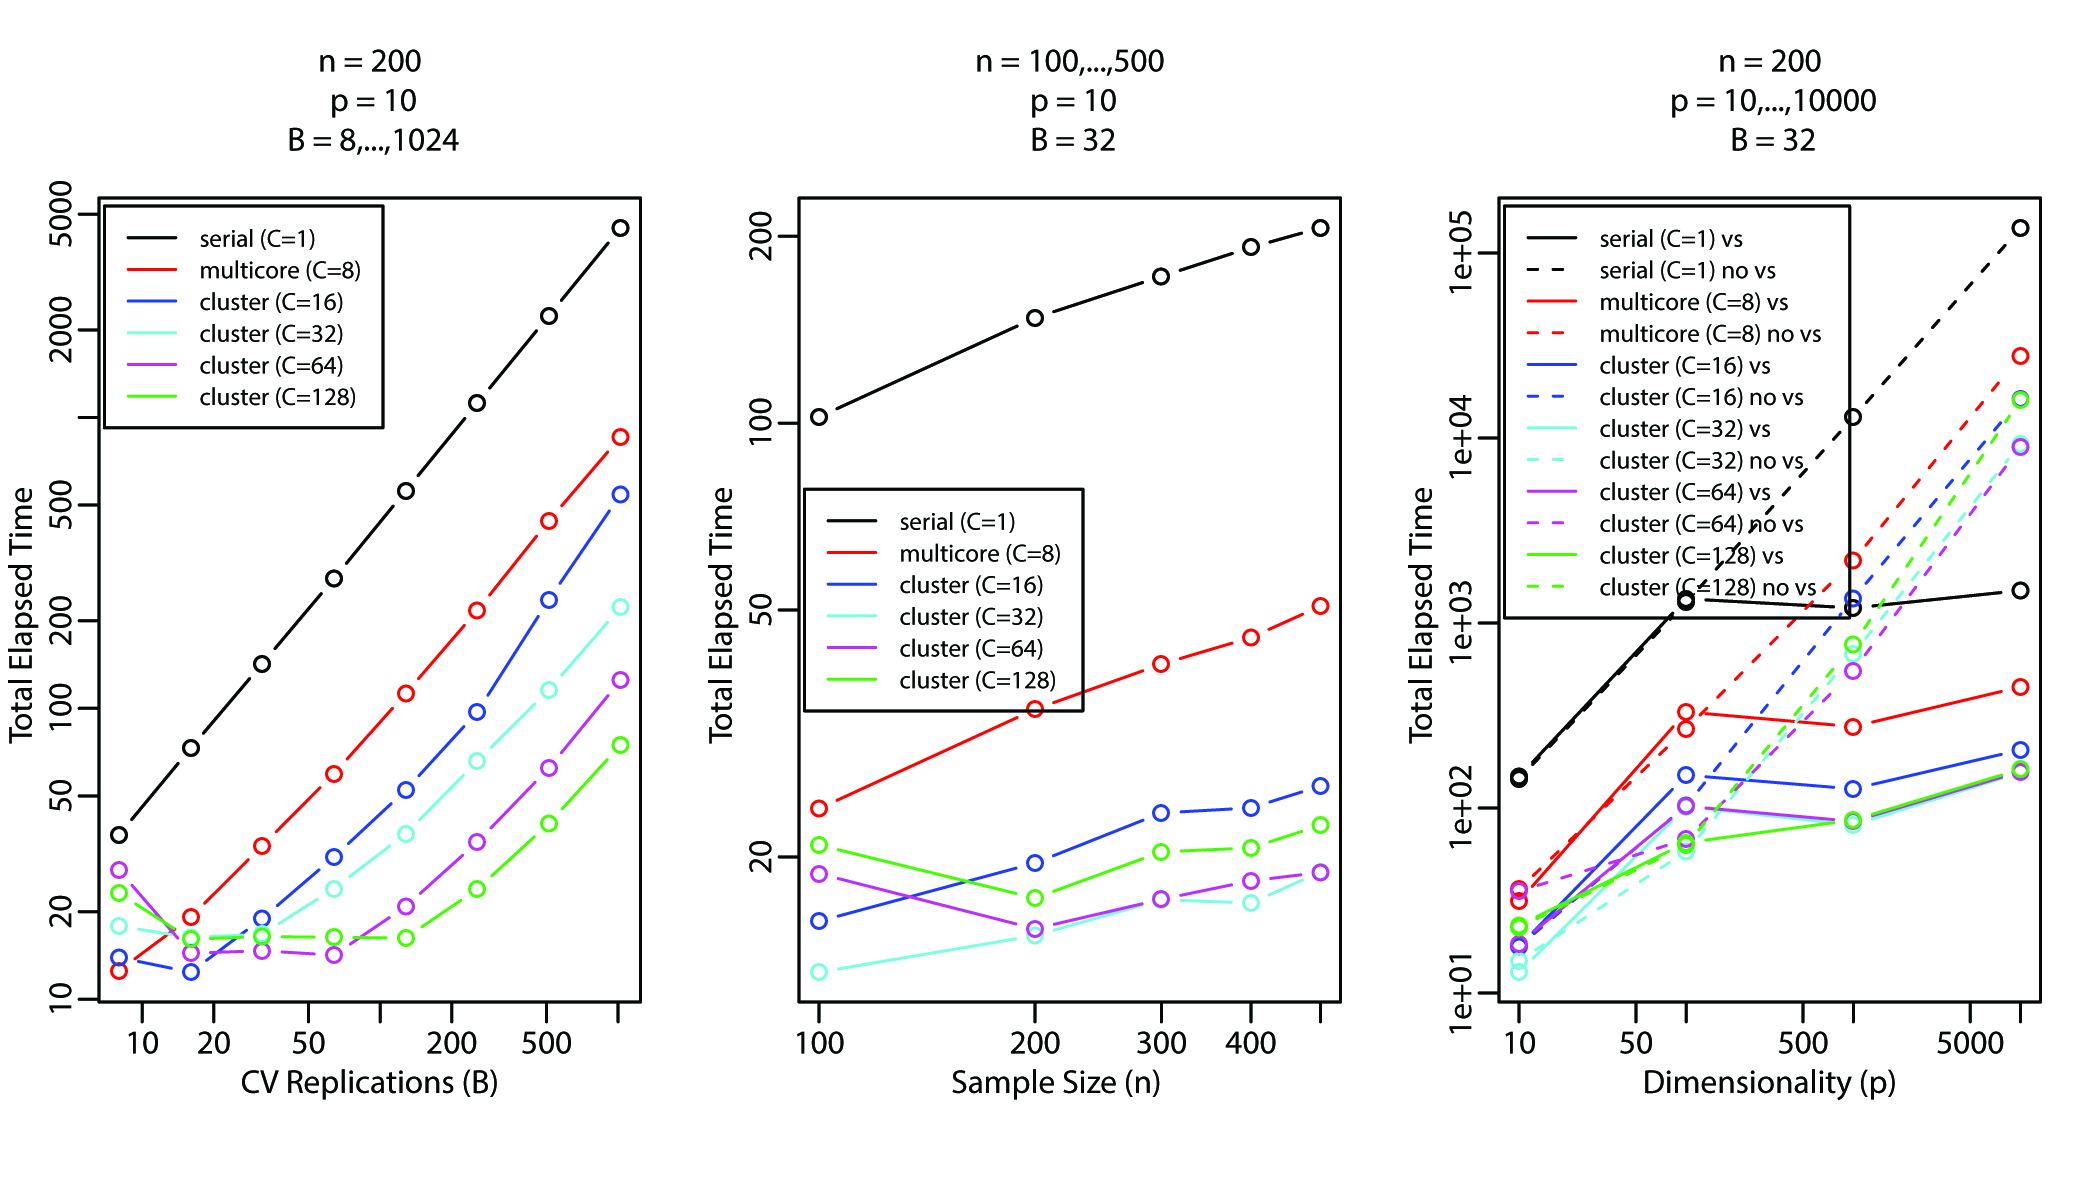 n = 200
p = 10
B = 8,...,1024
Total Elapsed Time
5000
2000
500
200
100
50
20
10
serial (C=1)
multicore (C=8)
cluster (C=16)
cluster (C=32)
cluster (C=64)
cluster (C=128)
10 20 50 200 500
CV Replications (B)
n = 100,...,500
p = 10
B = 32
Total Elapsed Time
200
100
50
20
serial (C=1)
multicore (C=8)
cluster (C=16)
cluster (C=32)
cluster (C=64)
cluster (C=128)
100 200 300 400
Sample Size (n)
n = 200
p = 10,...,10000
B = 32
Total Elapsed Time
1e+05
1e+04
1e+03
1e+02
1e+01
serial (C=1) vs
serial (C=1) no vs
multicore (C=8) vs
multicore (C=8) no vs
cluster (C=16) vs
cluster (C=16) no vs
cluster (C=32) vs
cluster (C=32) no vs
cluster (C=64) vs
cluster (C=64) no vs
cluster (C=128) vs
cluster (C=128) no vs
10 50 500 5000
Dimensionality (p)